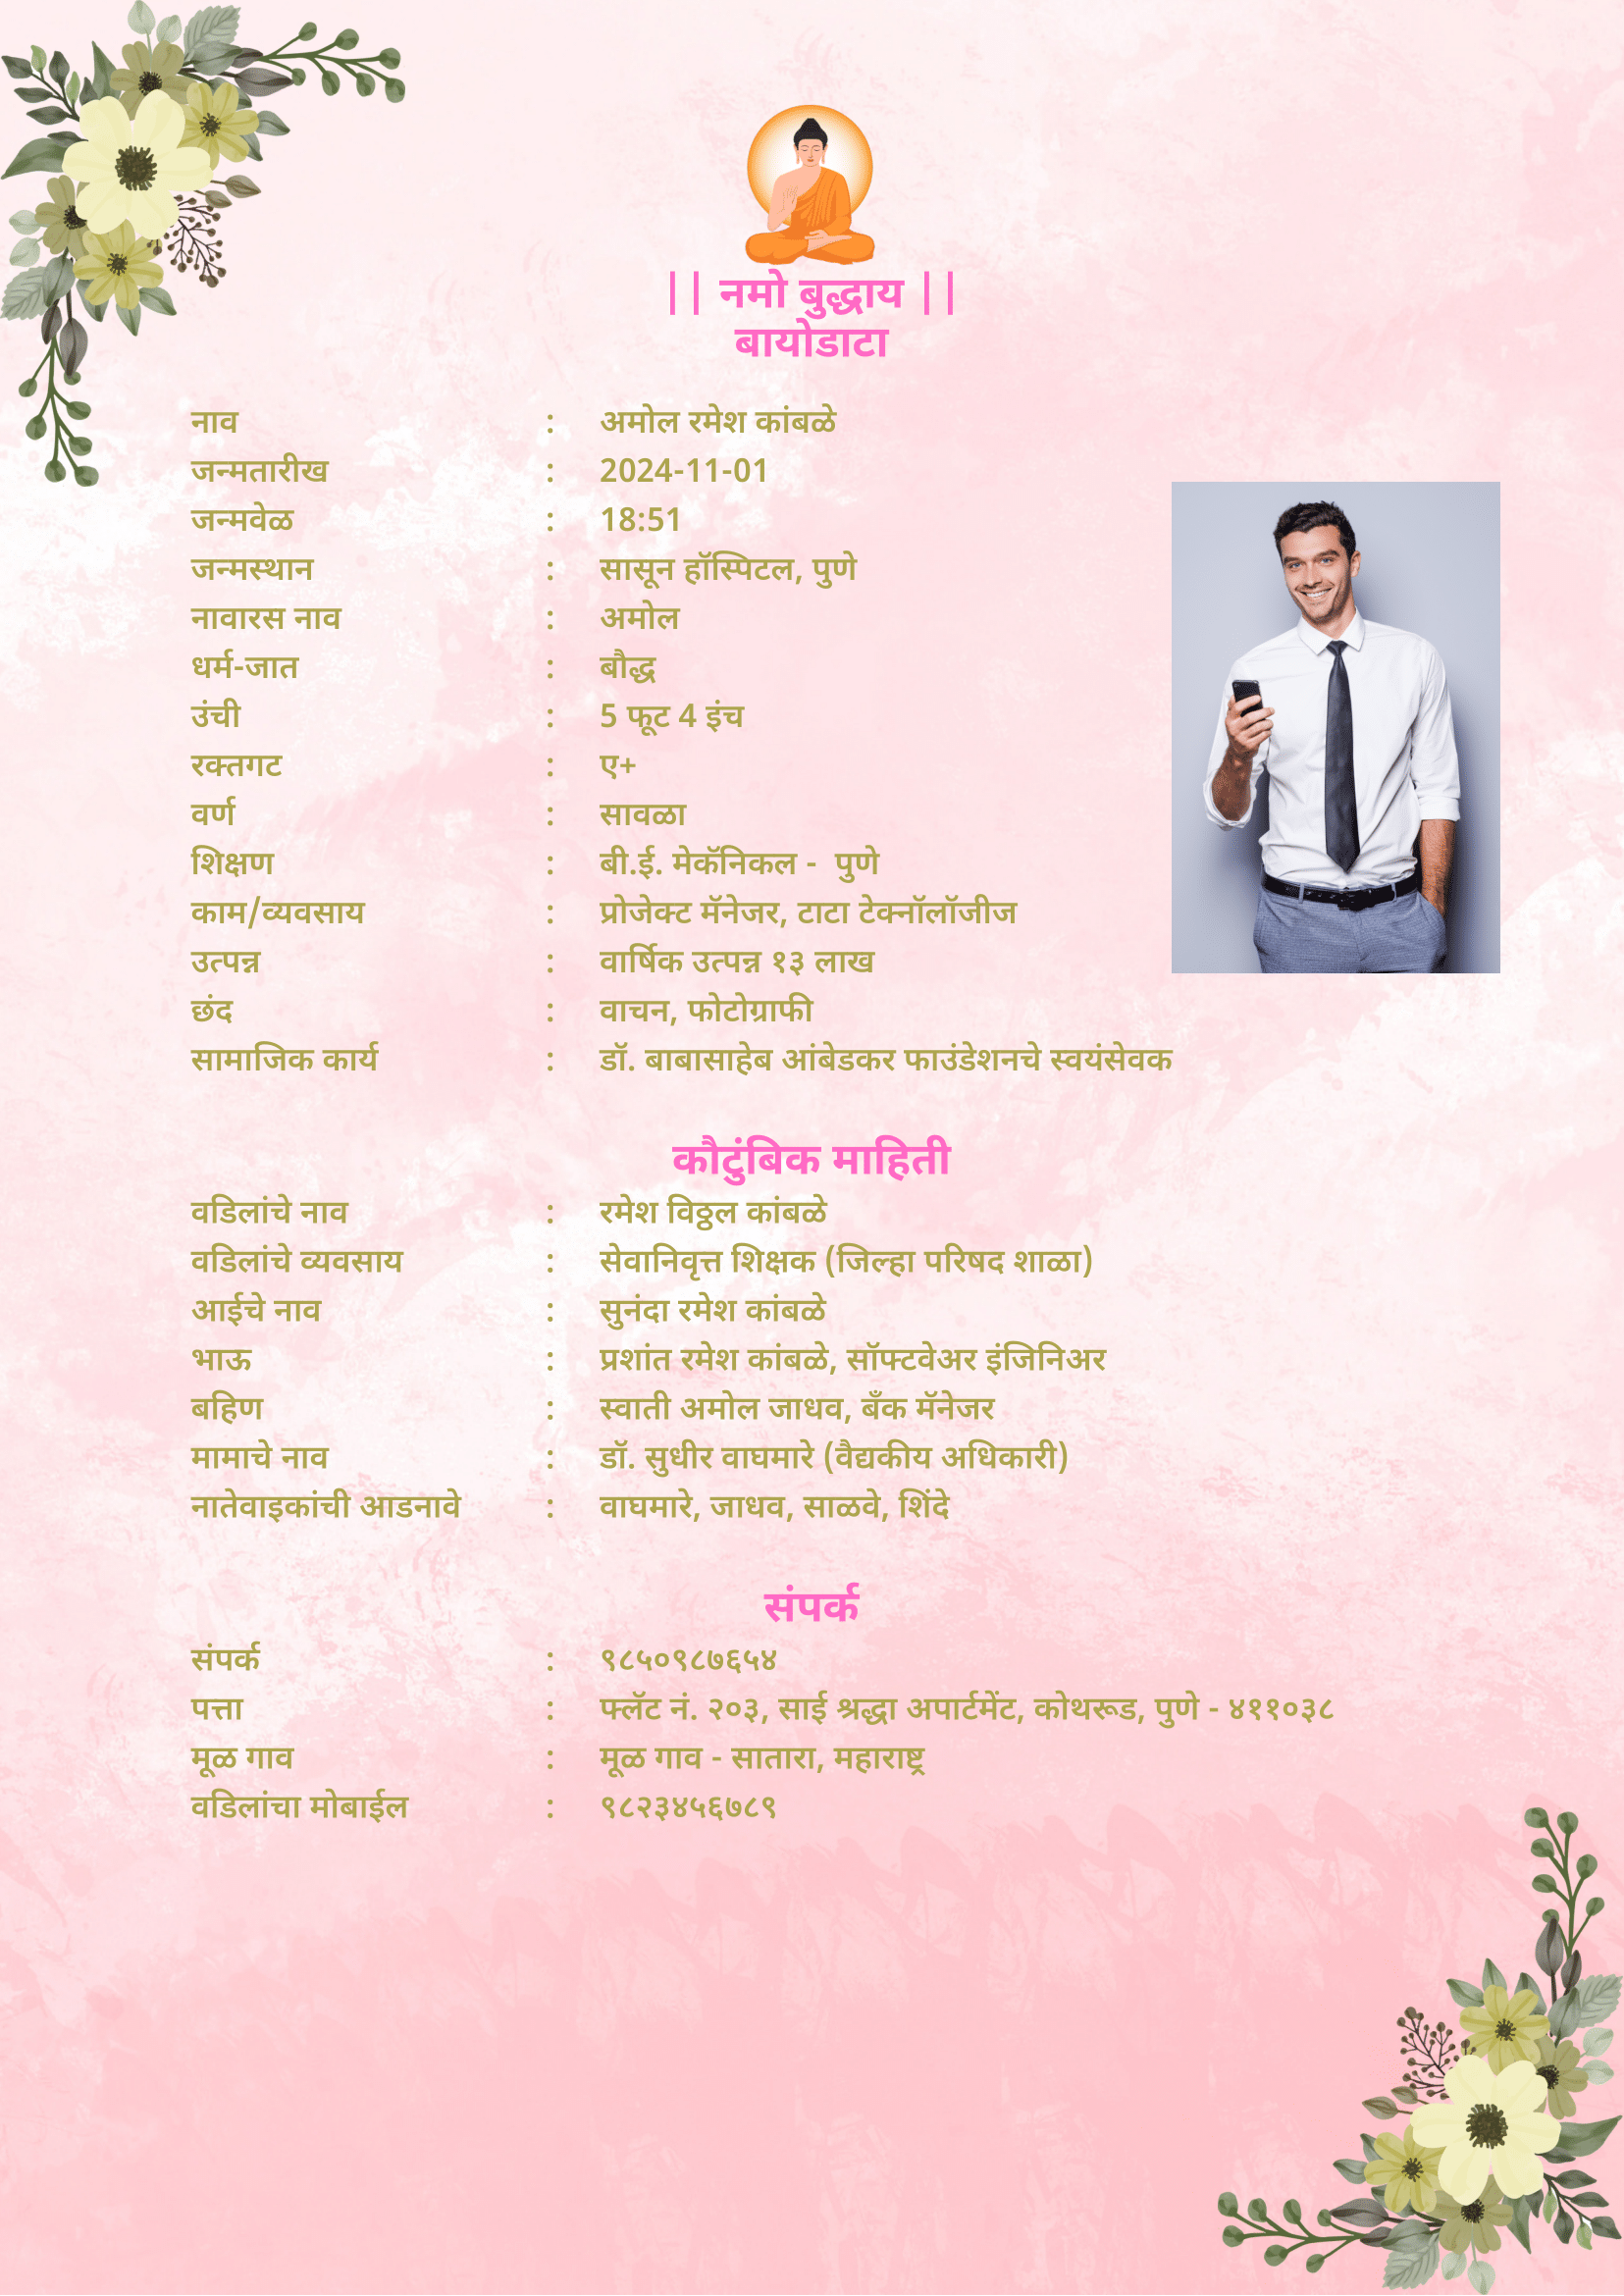 || नमो बुद्धाय ||
बायोडाटा
नाव : अमोल रमेश कांबळे
जन्मतारीख : 2024-11-01
जन्मवेळ : 18:51
जन्मस्थान : सासून हॉस्पिटल, पुणे
नावारस नाव : अमोल
धर्म-जात : बौद्ध
उंची : 5 फूट 4 इंच
रक्तगट : ए+
वर्ण : सावळा
शिक्षण : बी.ई. मेकॅनिकल - पुणे
काम/व्यवसाय : प्रोजेक्ट मॅनेजर, टाटा टेक्नॉलॉजीज
उत्पन्न : वार्षिक उत्पन्न १३ लाख
छंद : वाचन, फोटोग्राफी
सामाजिक कार्य : डॉ. बाबासाहेब आंबेडकर फाउंडेशनचे स्वयंसेवक
कौटुंबिक माहिती
वडिलांचे नाव : रमेश विठ्ठल कांबळे
वडिलांचे व्यवसाय : सेवानिवृत्त शिक्षक (जिल्हा परिषद शाळा)
आईचे नाव : सुनंदा रमेश कांबळे
भाऊ : प्रशांत रमेश कांबळे, सॉफ्टवेअर इंजिनिअर
बहिण : स्वाती अमोल जाधव, बँक मॅनेजर
मामाचे नाव : डॉ. सुधीर वाघमारे (वैद्यकीय अधिकारी)
नातेवाइकांची आडनावे : वाघमारे, जाधव, साळवे, शिंदे
संपर्क
संपर्क : ९८५०९८७६५४
पत्ता : फ्लॅट नं. २०३, साई श्रद्धा अपार्टमेंट, कोथरूड, पुणे - ४११०३८
मूळ गाव : मूळ गाव - सातारा, महाराष्ट्र
वडिलांचा मोबाईल : ९८२३४५६७८९